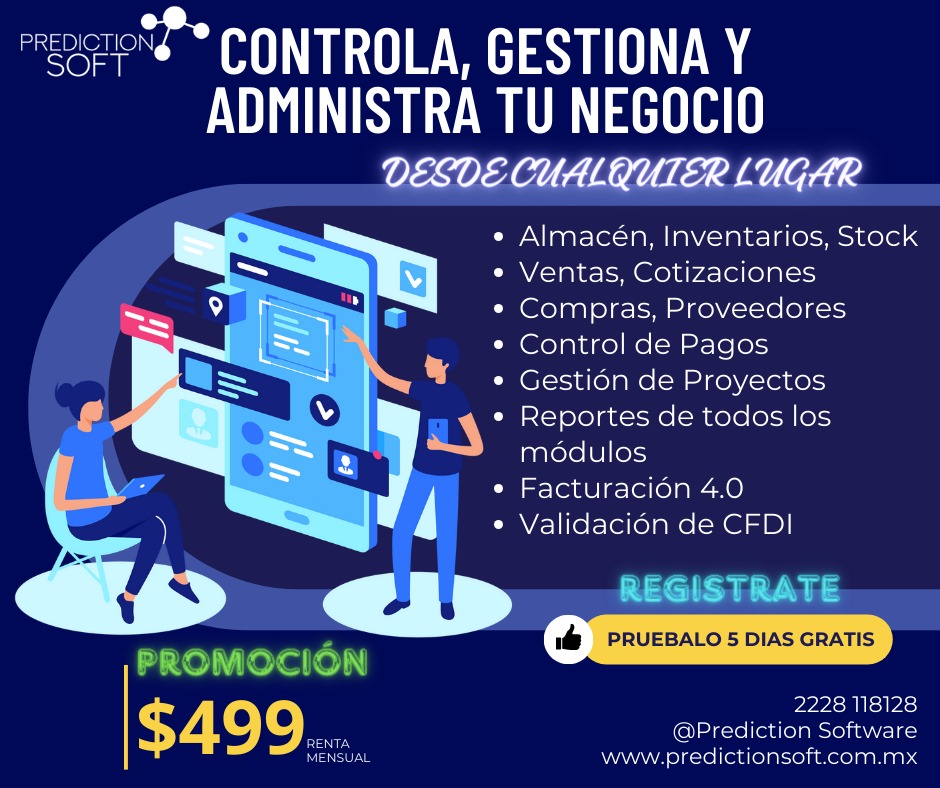 PREDICTION
SOFT
CONTROLA, GESTIONA Y
ADMINISTRA TU NEGOCIO
DESDE CUALQUIER LUGAR
• Almacén, Inventarios, Stock
• Ventas, Cotizaciones
• Compras, Proveedores
• Control de Pagos
• Gestión de Proyectos
• Reportes de todos los
módulos
• Facturación 4.0
• Validación de CFDI
REGISTRATE
PRUEBALO 5 DIAS GRATIS
PROMOCIÓN
$499
RENTA
MENSUAL
2228 118128
@Prediction Software
www.predictionsoft.com.mx